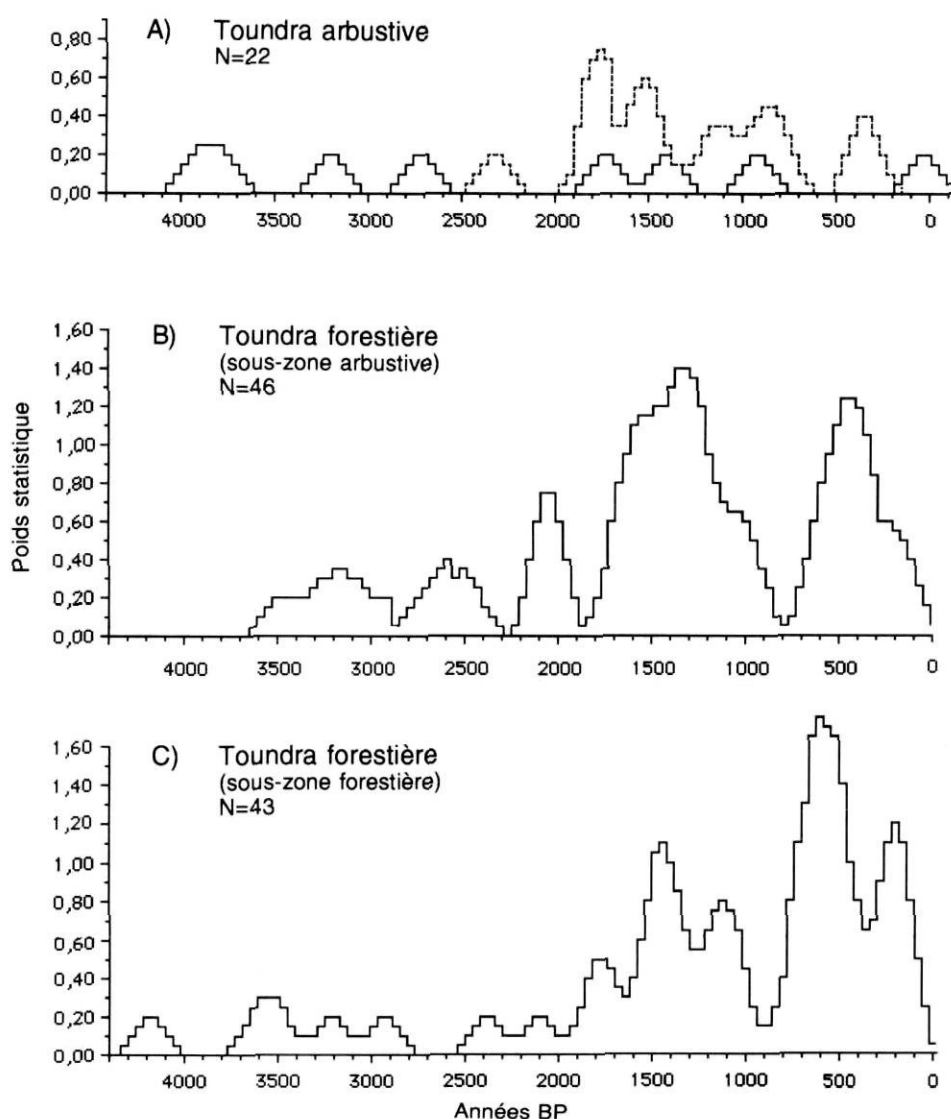 A) Toundra arbustive
N=22
0,80
0,60
0,40
0,20
0,00
4000 3500 3000 2500 2000 1500 1000 500 0
B) Toundra forestière
(sous-zone arbustive)
N=46
1,60
1,40
1,20
1,00
0,80
0,60
0,40
0,20
0,00
Poids statistique
4000 3500 3000 2500 2000 1500 1000 500 0
C) Toundra forestière
(sous-zone forestière)
N=43
1,60
1,40
1,20
1,00
0,80
0,60
0,40
0,20
0,00
4000 3500 3000 2500 2000 1500 1000 500 0
Années BP